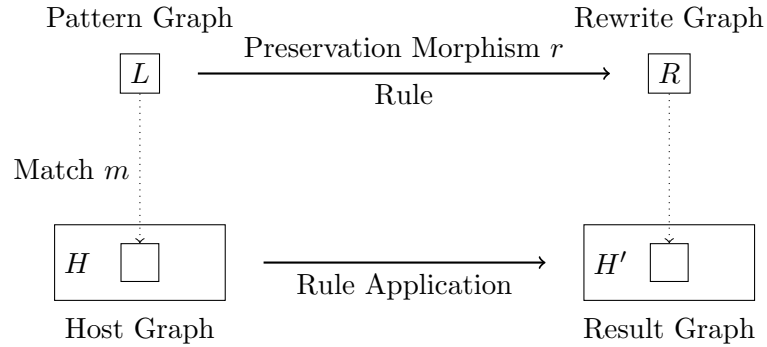 Pattern Graph
Rewrite Graph
L
Preservation Morphism r
Rule
R
Match m
H
Rule Application
H′
Host Graph
Result Graph